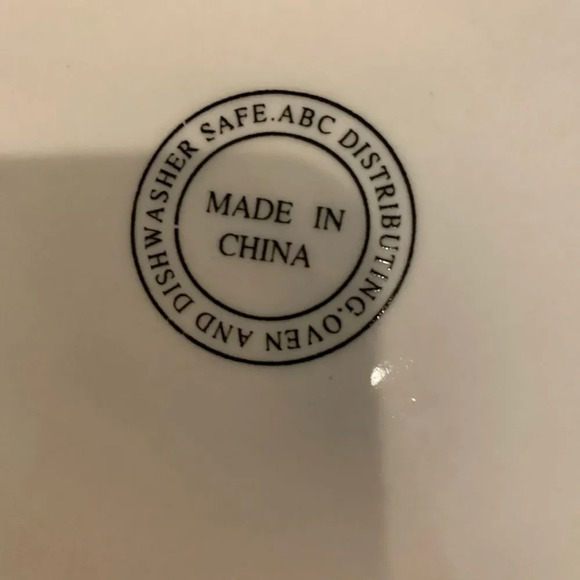 ABC DISTRIBUTING.OVEN AND DISHWASHER SAFE.
MADE IN
CHINA